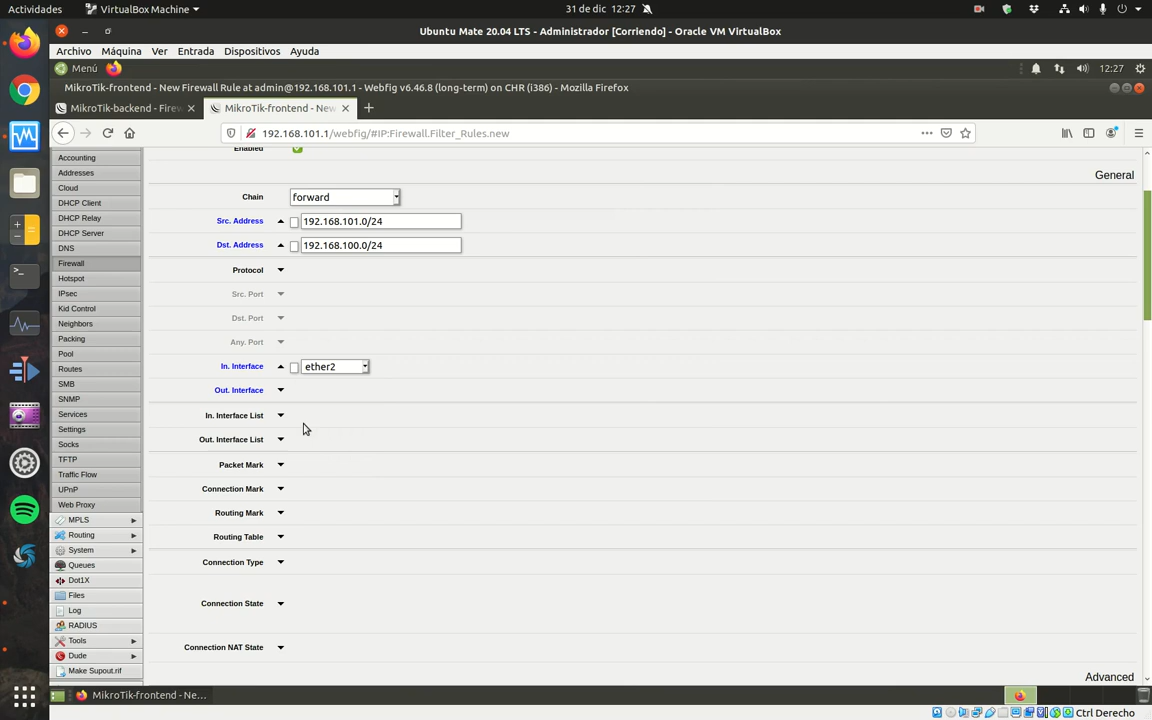 Actividades VirtualBox Machine 31 de dic 12:27
Ubuntu Mate 20.04 LTS - Administrador [Corriendo] - Oracle VM VirtualBox
Archivo Máquina Ver Entrada Dispositivos Ayuda
Menú 12:27
MikroTik-frontend - New Firewall Rule at admin@192.168.101.1 - Webfig v6.46.8 (long-term) on CHR (i386) - Mozilla Firefox
MikroTik-backend - Firew MikroTik-frontend - New
192.168.101.1/webfig/#IP:Firewall.Filter_Rules.new
Accounting
Addresses
Cloud
DHCP Client
DHCP Relay
DHCP Server
DNS
Firewall
Hotspot
IPsec
Kid Control
Neighbors
Packing
Pool
Routes
SMB
SNMP
Services
Settings
Socks
TFTP
Traffic Flow
UPnP
Web Proxy
MPLS
Routing
System
Queues
Dot1X
Files
Log
RADIUS
Tools
Dude
Make Supout.rif
Enabled
General
Chain forward
Src. Address 192.168.101.0/24
Dst. Address 192.168.100.0/24
Protocol
Src. Port
Dst. Port
Any. Port
In. Interface ether2
Out. Interface
In. Interface List
Out. Interface List
Packet Mark
Connection Mark
Routing Mark
Routing Table
Connection Type
Connection State
Connection NAT State
Advanced
MikroTik-frontend - Ne...
Ctrl Derecho